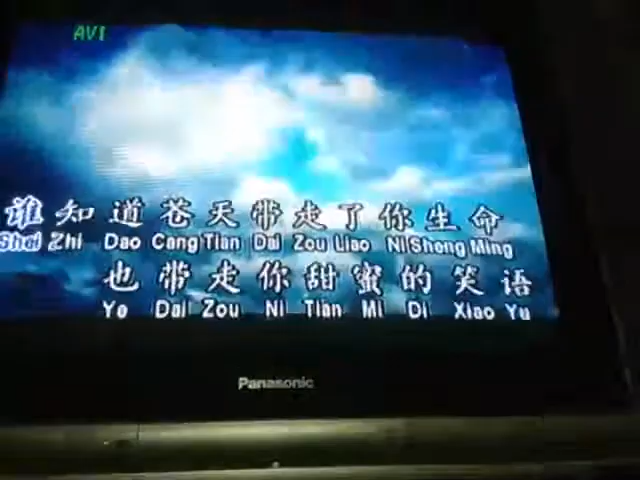 AV1
谁知道苍天带走了你生命
Shei Zhi Dao Cang Tian Dai Zou Liao Ni Sheng Ming
也带走你甜蜜的笑语
Ye Dai Zou Ni Tian Mi Di Xiao Yu
Panasonic